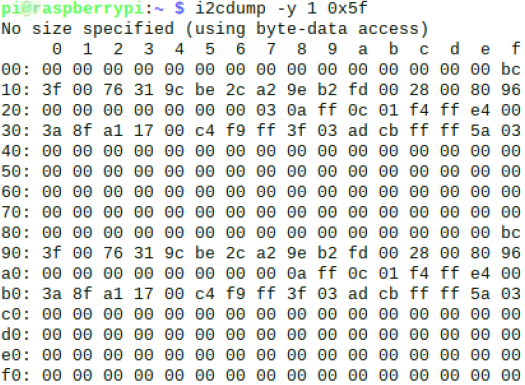 pi@raspberrypi:~ $ i2cdump -y 1 0x5f
No size specified (using byte-data access)
     0  1  2  3  4  5  6  7  8  9  a  b  c  d  e  f
00: 00 00 00 00 00 00 00 00 00 00 00 00 00 00 00 bc
10: 3f 00 76 31 9c be 2c a2 9e b2 fd 00 28 00 80 96
20: 00 00 00 00 00 00 00 03 0a ff 0c 01 f4 ff e4 00
30: 3a 8f a1 17 00 c4 f9 ff 3f 03 ad cb ff ff 5a 03
40: 00 00 00 00 00 00 00 00 00 00 00 00 00 00 00 00
50: 00 00 00 00 00 00 00 00 00 00 00 00 00 00 00 00
60: 00 00 00 00 00 00 00 00 00 00 00 00 00 00 00 00
70: 00 00 00 00 00 00 00 00 00 00 00 00 00 00 00 00
80: 00 00 00 00 00 00 00 00 00 00 00 00 00 00 00 bc
90: 3f 00 76 31 9c be 2c a2 9e b2 fd 00 28 00 80 96
a0: 00 00 00 00 00 00 00 00 0a ff 0c 01 f4 ff e4 00
b0: 3a 8f a1 17 00 c4 f9 ff 3f 03 ad cb ff ff 5a 03
c0: 00 00 00 00 00 00 00 00 00 00 00 00 00 00 00 00
d0: 00 00 00 00 00 00 00 00 00 00 00 00 00 00 00 00
e0: 00 00 00 00 00 00 00 00 00 00 00 00 00 00 00 00
f0: 00 00 00 00 00 00 00 00 00 00 00 00 00 00 00 00